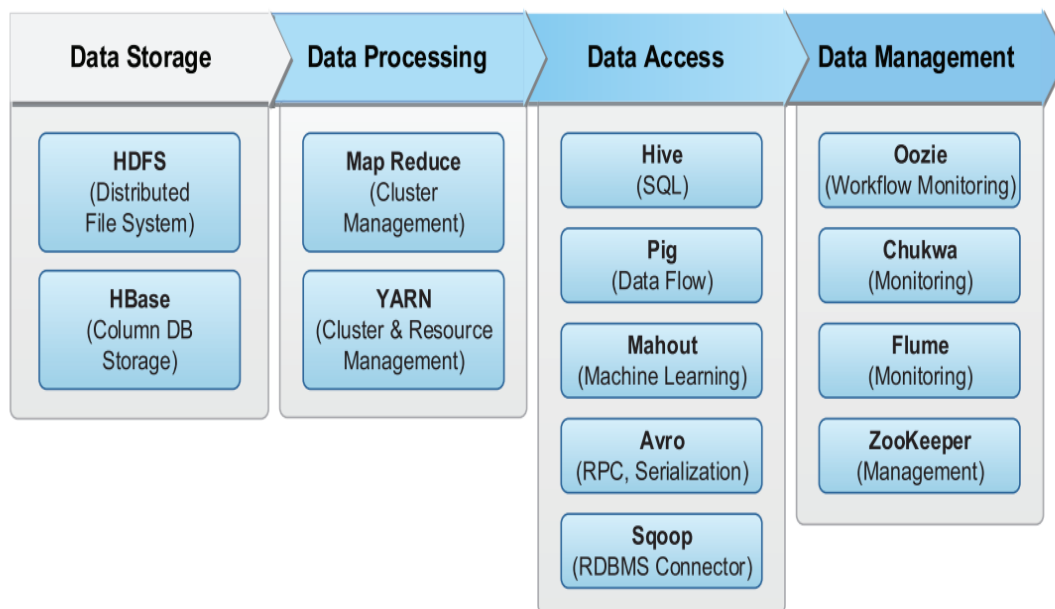 Data Storage
Data Processing
Data Access
Data Management
HDFS
(Distributed
File System)
HBase
(Column DB
Storage)
Map Reduce
(Cluster
Management)
YARN
(Cluster & Resource
Management)
Hive
(SQL)
Pig
(Data Flow)
Mahout
(Machine Learning)
Avro
(RPC, Serialization)
Sqoop
(RDBMS Connector)
Oozie
(Workflow Monitoring)
Chukwa
(Monitoring)
Flume
(Monitoring)
ZooKeeper
(Management)